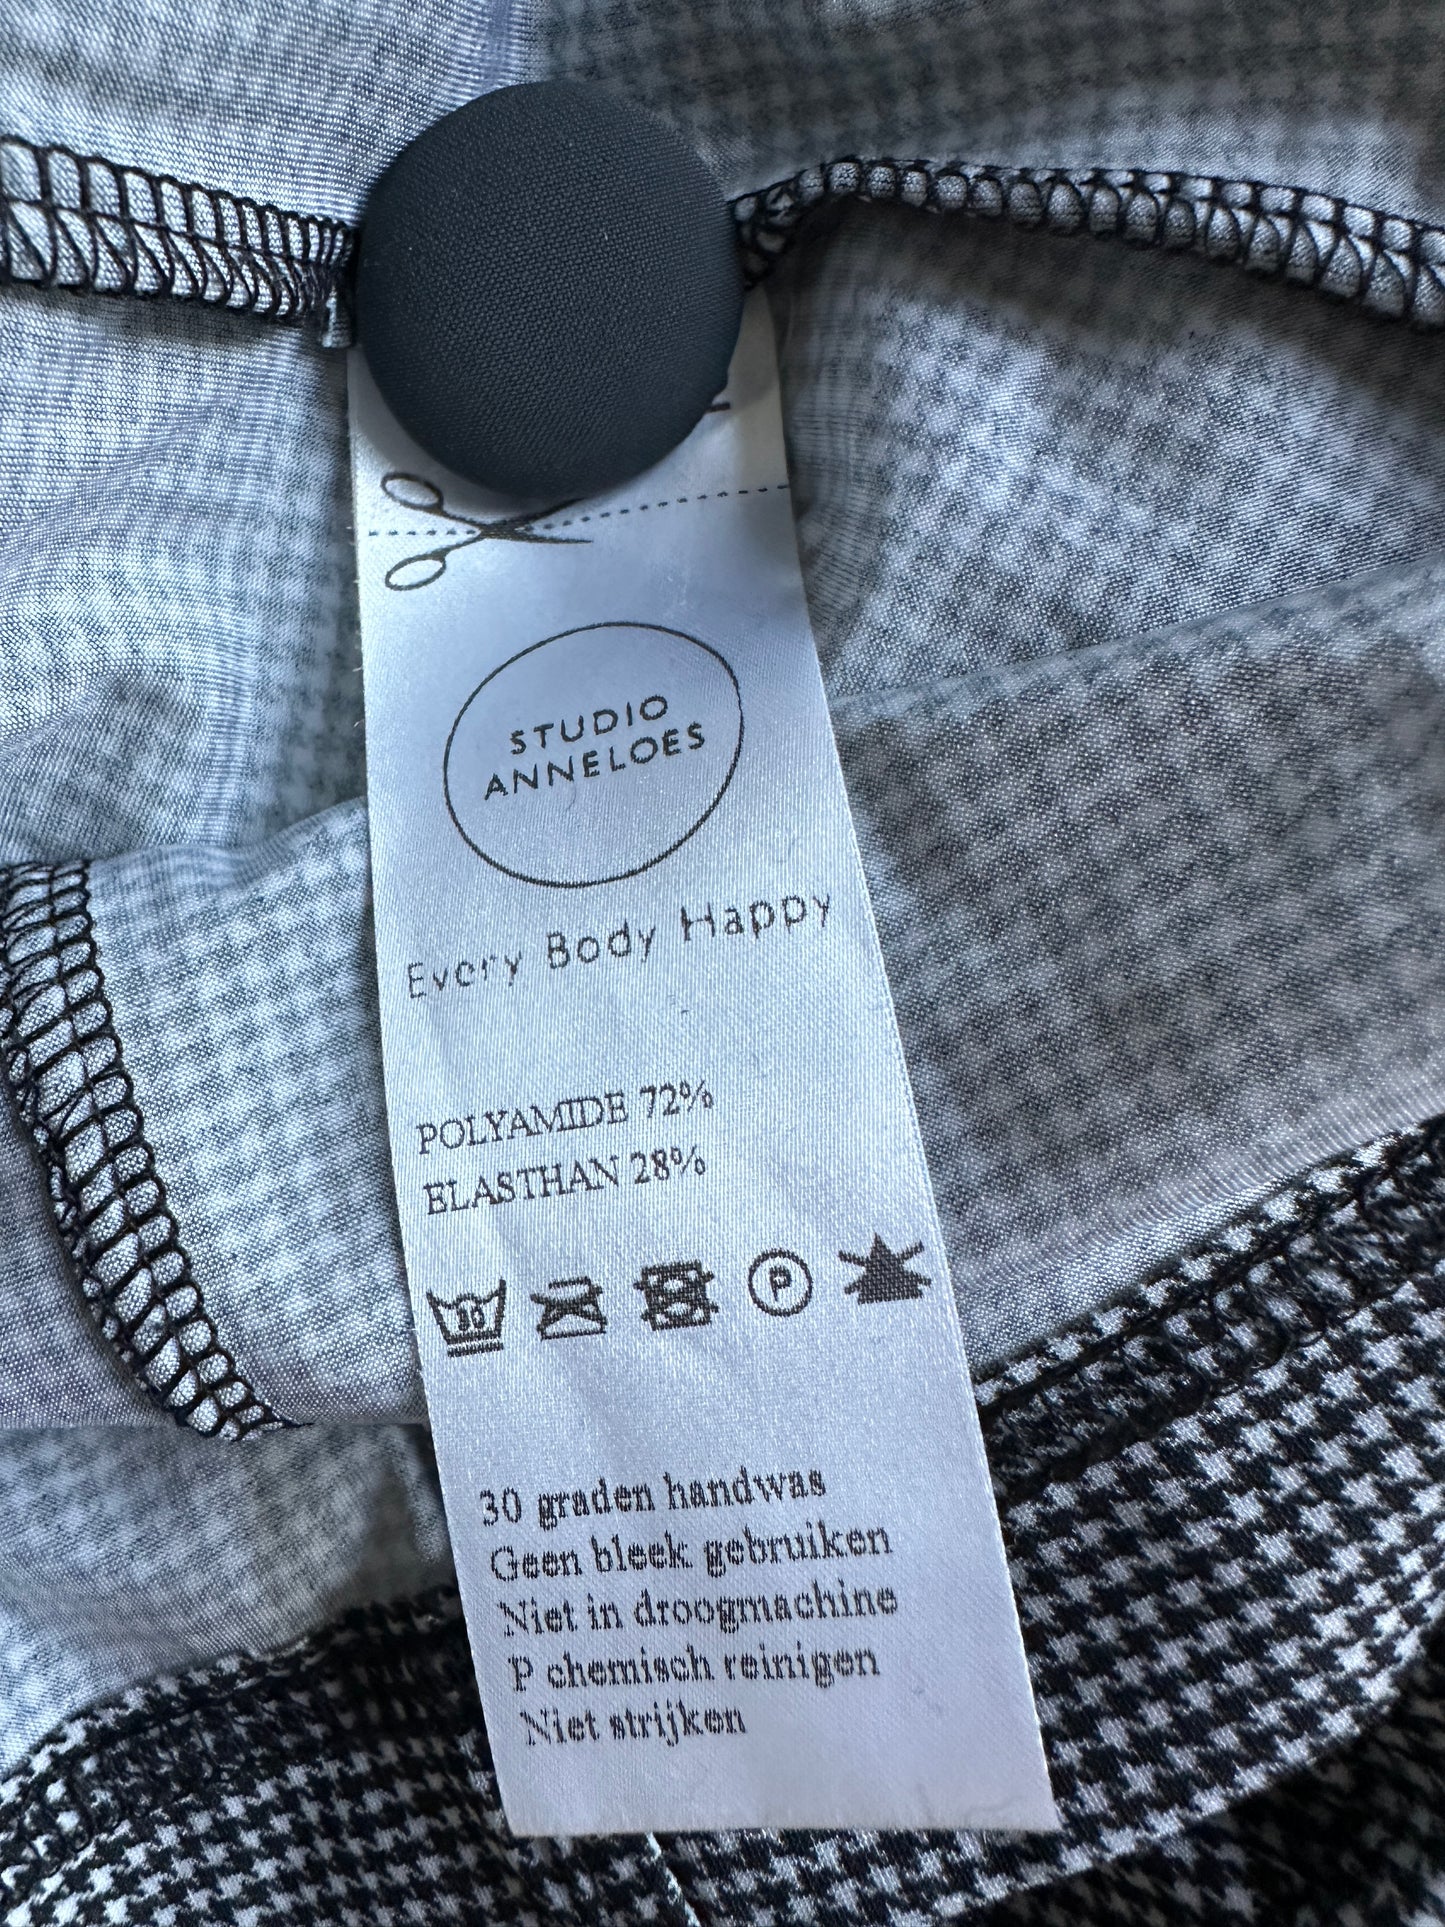 STUDIO
ANNELOES
Every Body Happy
POLYAMIDE 72%
ELASTHAN 28%
30 P
30 graden handwas
Geen bleek gebruiken
Niet in droogmachine
P chemisch reinigen
Niet strijken